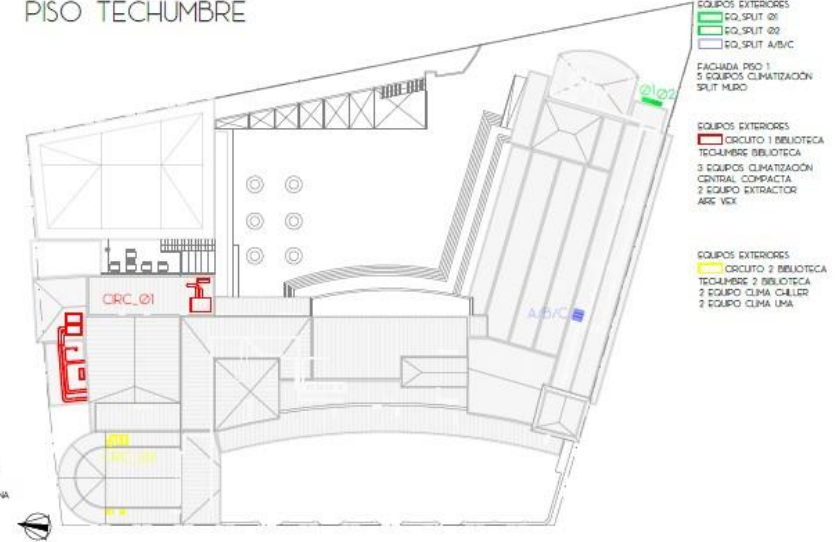 PISO TECHUMBRE
EQUIPOS EXTERIORES
EQ_SPLIT Ø1
EQ_SPLIT Ø2
EQ_SPLIT A/B/C
FACHADA PISO 1
5 EQUIPOS CLIMATIZACIÓN
SPLIT MURO
Ø1Ø2
EQUIPOS EXTERIORES
CIRCUITO 1 BIBLIOTECA
TECHUMBRE BIBLIOTECA
3 EQUIPOS CLIMATIZACIÓN
CENTRAL COMPACTA
2 EQUIPO EXTRACTOR
AIRE VEX
EQUIPOS EXTERIORES
CIRCUITO 2 BIBLIOTECA
TECHUMBRE 2 BIBLIOTECA
2 EQUIPO CLIMA CHILLER
2 EQUIPO CLIMA UMA
CIRC_Ø1
A/B/C
CIRC_Ø2
NA